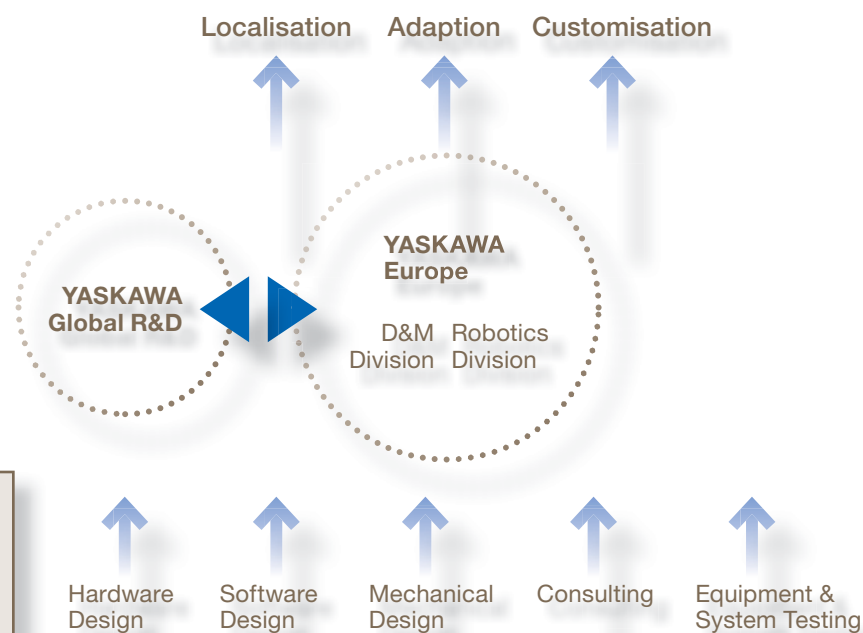 Localisation Adaption Customisation
YASKAWA
Europe
YASKAWA
Global R&D
D&M Robotics
Division Division
Hardware Software Mechanical Consulting Equipment &
Design Design Design System Testing